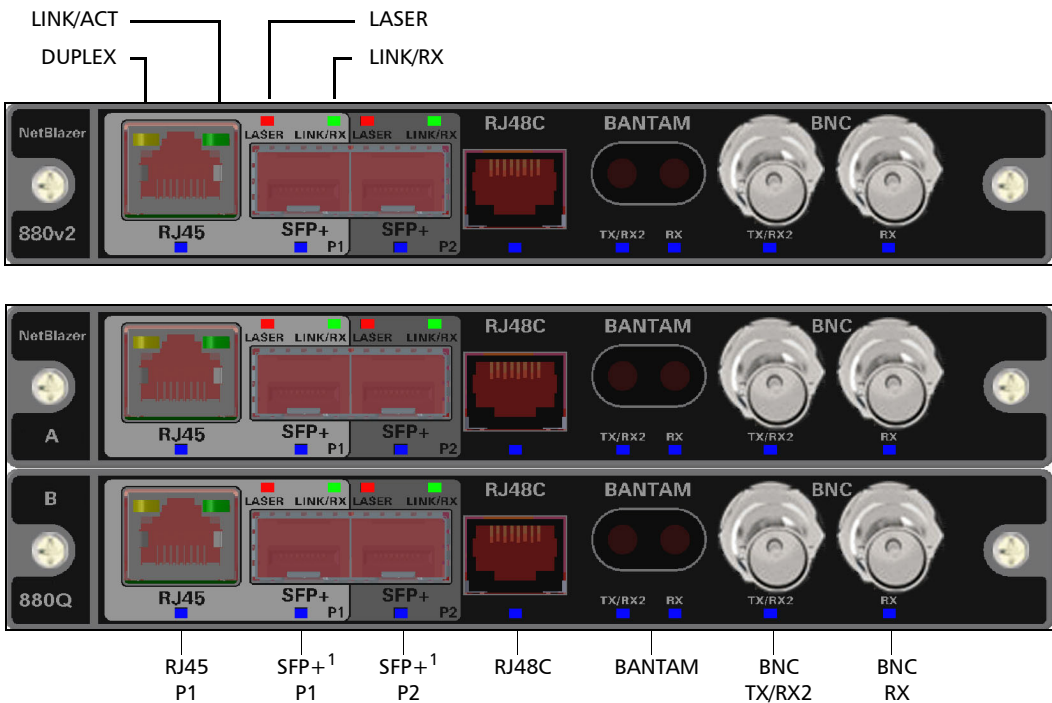 LINK/ACT LASER
DUPLEX LINK/RX
NetBlazer LASER LINK/RX LASER LINK/RX RJ48C BANTAM BNC
880v2 RJ45 SFP+ P1 SFP+ P2 TX/RX2 RX TX/RX2 RX
NetBlazer LASER LINK/RX LASER LINK/RX RJ48C BANTAM BNC
A RJ45 SFP+ P1 SFP+ P2 TX/RX2 RX TX/RX2 RX
B LASER LINK/RX LASER LINK/RX RJ48C BANTAM BNC
880Q RJ45 SFP+ P1 SFP+ P2 TX/RX2 RX TX/RX2 RX
RJ45 SFP+1 SFP+1 RJ48C BANTAM BNC BNC
P1 P1 P2 TX/RX2 RX